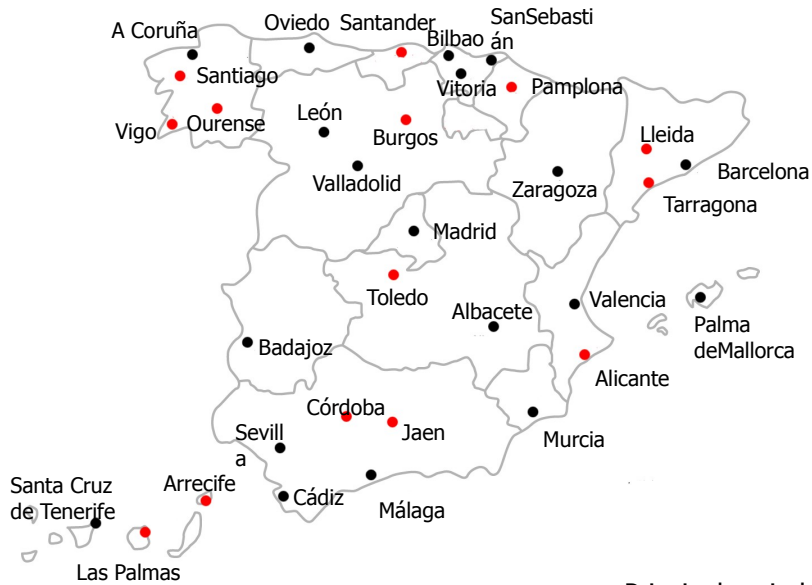 A Coruña
Oviedo
Santander
Bilbao
SanSebasti
án
Santiago
Vitoria
Pamplona
Vigo
Ourense
León
Burgos
Lleida
Valladolid
Zaragoza
Barcelona
Tarragona
Madrid
Toledo
Albacete
Valencia
Palma
deMallorca
Badajoz
Alicante
Córdoba
Jaen
Murcia
Sevill
a
Santa Cruz
de Tenerife
Arrecife
Cádiz
Málaga
Las Palmas